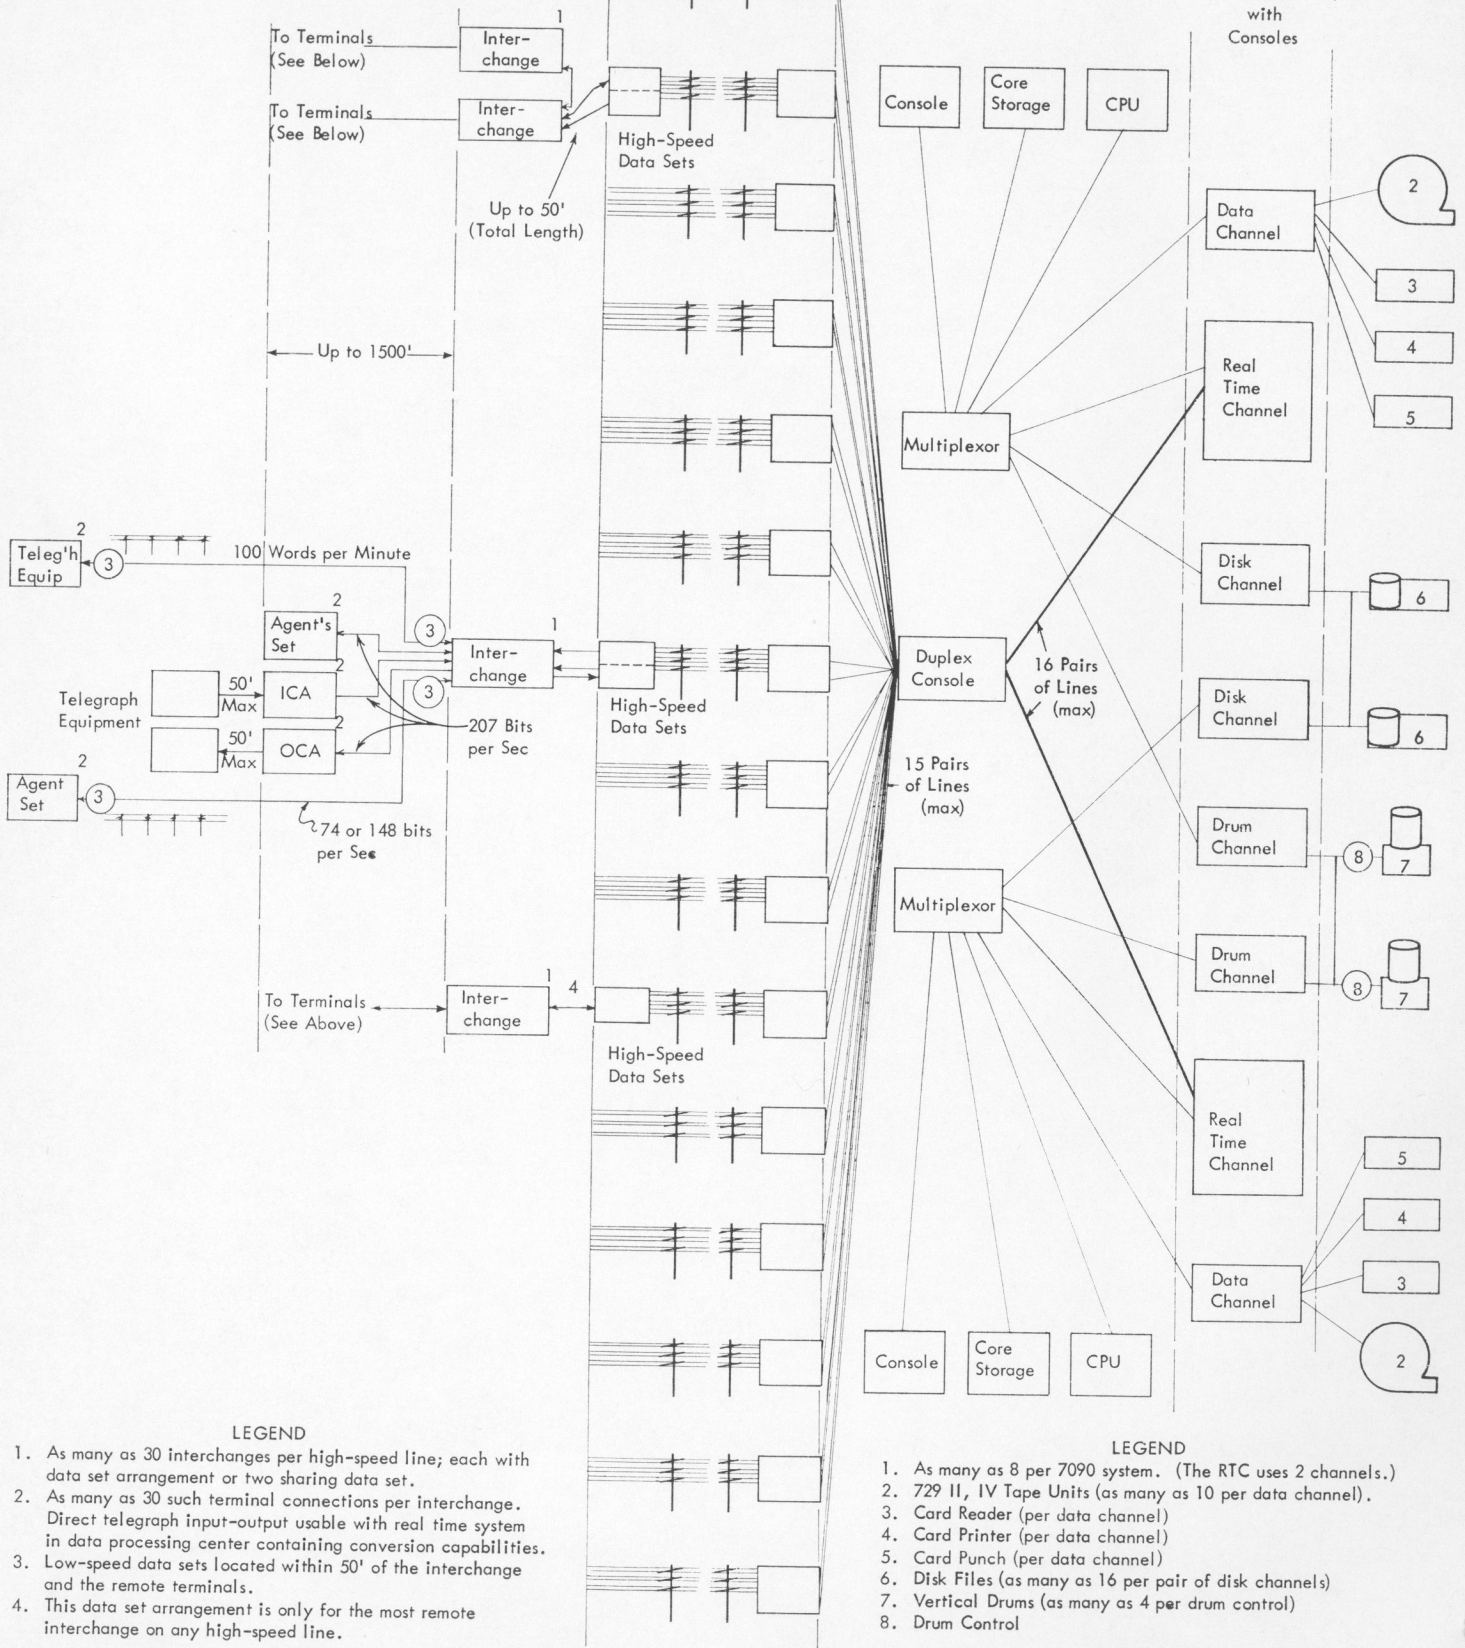 with
Consoles
1
To Terminals
(See Below)
Inter-
change
To Terminals
(See Below)
Inter-
change
High-Speed
Data Sets
Up to 50'
(Total Length)
Up to 1500'
Console
Core
Storage
CPU
Data
Channel
2
3
4
5
Real
Time
Channel
Multiplexor
2
Teleg'h
Equip
3
100 Words per Minute
2
Agent's
Set
3
1
Inter-
change
2
ICA
50'
Max
Telegraph
Equipment
3
2
OCA
50'
Max
207 Bits
per Sec
High-Speed
Data Sets
2
Agent
Set
3
74 or 148 bits
per Sec
Duplex
Console
16 Pairs
of Lines
(max)
15 Pairs
of Lines
(max)
Disk
Channel
6
Disk
Channel
6
Drum
Channel
8
7
Multiplexor
Drum
Channel
8
7
To Terminals
(See Above)
1
Inter-
change
4
High-Speed
Data Sets
Real
Time
Channel
5
4
3
2
Data
Channel
Console
Core
Storage
CPU
LEGEND
1. As many as 30 interchanges per high-speed line; each with
data set arrangement or two sharing data set.
2. As many as 30 such terminal connections per interchange.
Direct telegraph input-output usable with real time system
in data processing center containing conversion capabilities.
3. Low-speed data sets located within 50' of the interchange
and the remote terminals.
4. This data set arrangement is only for the most remote
interchange on any high-speed line.
LEGEND
1. As many as 8 per 7090 system. (The RTC uses 2 channels.)
2. 729 II, IV Tape Units (as many as 10 per data channel).
3. Card Reader (per data channel)
4. Card Printer (per data channel)
5. Card Punch (per data channel)
6. Disk Files (as many as 16 per pair of disk channels)
7. Vertical Drums (as many as 4 per drum control)
8. Drum Control